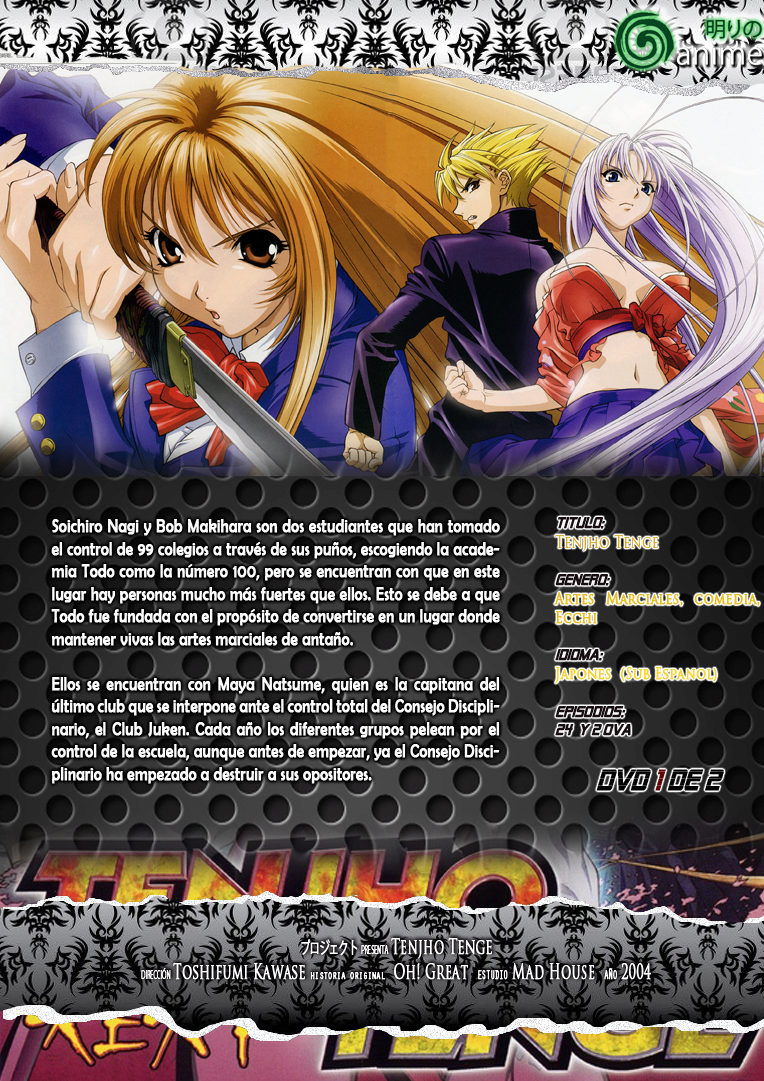 明りの
anime
Soichiro Nagi y Bob Makihara son dos estudiantes que han tomado
el control de 99 colegios a través de sus puños, escogiendo la acade-
mia Todo como la número 100, pero se encuentran con que en este
lugar hay personas mucho más fuertes que ellos. Esto se debe a que
Todo fue fundada con el propósito de convertirse en un lugar donde
mantener vivas las artes marciales de antaño.
Ellos se encuentran con Maya Natsume, quien es la capitana del
último club que se interpone ante el control total del Consejo Discipli-
nario, el Club Juken. Cada año los diferentes grupos pelean por el
control de la escuela, aunque antes de empezar, ya el Consejo Disci-
plinario ha empezado a destruir a sus opositores.
TITULO:
TENJHO TENGE
GENERO:
ARTES MARCIALES, COMEDIA,
ECCHI
IDIOMA:
JAPONES (SUB ESPANOL)
EPISODIOS:
24 Y 2 OVA
DVD 1 DE 2
TENJHO
プロジェクト PRESENTA TENJHO TENGE
DIRECCIÓN TOSHIFUMI KAWASE HISTORIA ORIGINAL OH! GREAT ESTUDIO MAD HOUSE AÑO 2004
TENGE